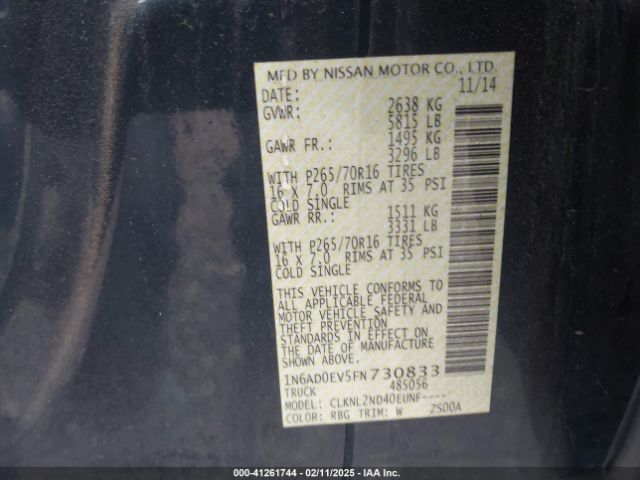 MFD BY NISSAN MOTOR CO., LTD.
DATE: 11/14
GVWR: 2638 KG
5815 LB
GAWR FR.: 1495 KG
3296 LB
WITH P265/70R16 TIRES
16 X 7.0 RIMS AT 35 PSI
COLD SINGLE
GAWR RR.: 1511 KG
3331 LB
WITH P265/70R16 TIRES
16 X 7.0 RIMS AT 35 PSI
COLD SINGLE
THIS VEHICLE CONFORMS TO
ALL APPLICABLE FEDERAL
MOTOR VEHICLE SAFETY AND
THEFT PREVENTION
STANDARDS IN EFFECT ON
THE DATE OF MANUFACTURE
SHOWN ABOVE.
1N6AD0EV5FN730833
TRUCK 485056
MODEL: CLKNL2ND40EUNF-----
COLOR: RBG TRIM: W ZS00A
000-41261744 - 02/11/2025 - IAA Inc.